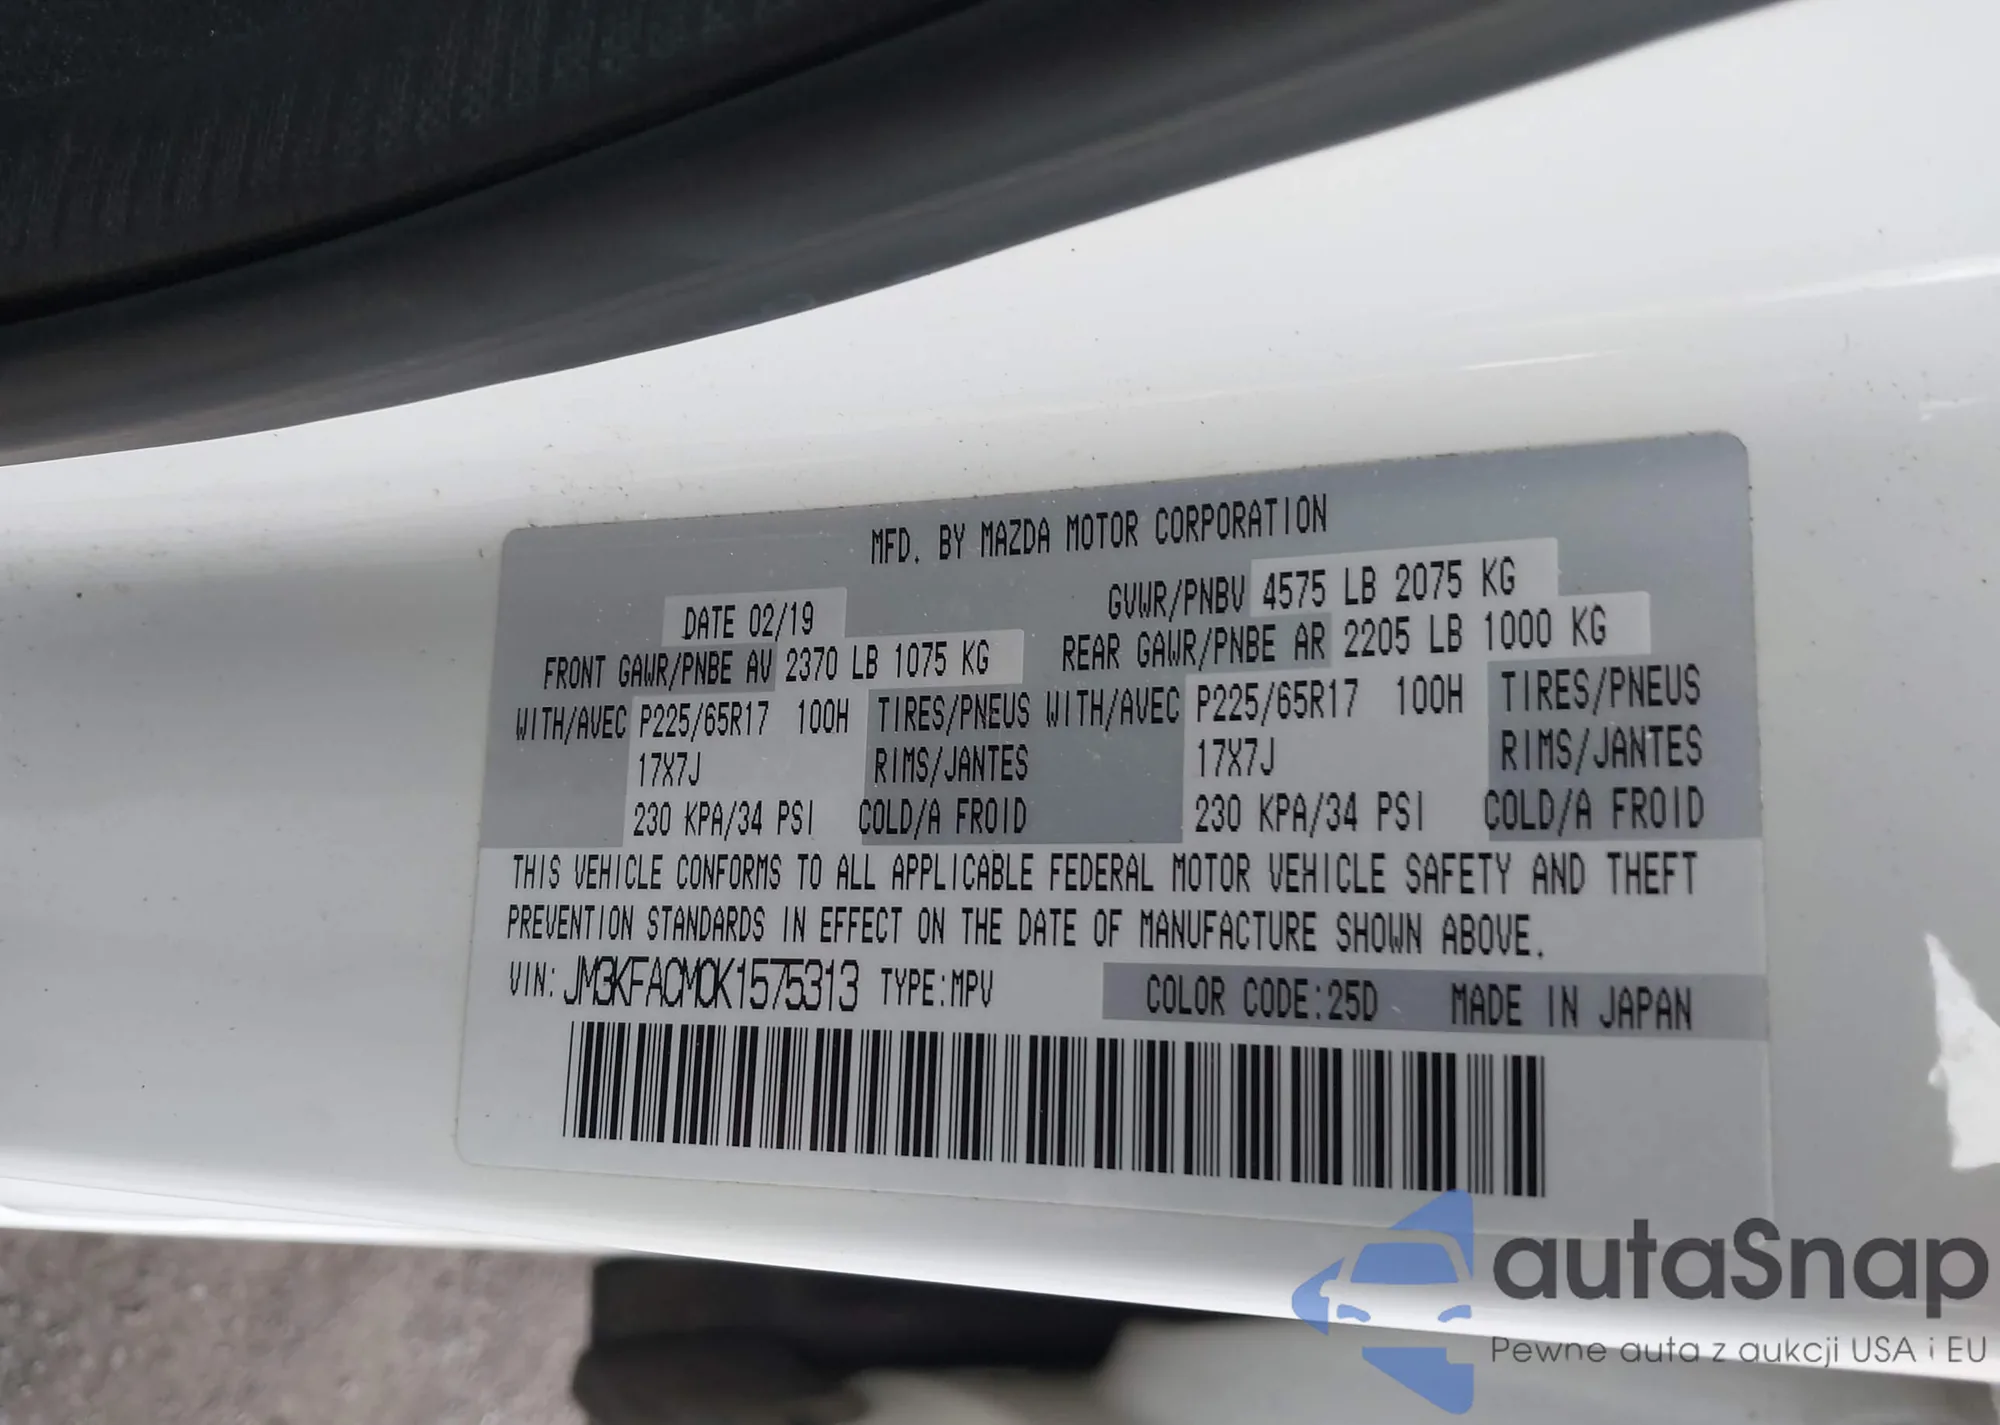 MFD. BY MAZDA MOTOR CORPORATION
DATE 02/19 GVWR/PNBV 4575 LB 2075 KG
FRONT GAWR/PNBE AV 2370 LB 1075 KG REAR GAWR/PNBE AR 2205 LB 1000 KG
WITH/AVEC P225/65R17 100H TIRES/PNEUS WITH/AVEC P225/65R17 100H TIRES/PNEUS
17X7J RIMS/JANTES 17X7J RIMS/JANTES
230 KPA/34 PSI COLD/A FROID 230 KPA/34 PSI COLD/A FROID
THIS VEHICLE CONFORMS TO ALL APPLICABLE FEDERAL MOTOR VEHICLE SAFETY AND THEFT
PREVENTION STANDARDS IN EFFECT ON THE DATE OF MANUFACTURE SHOWN ABOVE.
VIN: JM3KFACM0K1575313 TYPE:MPV COLOR CODE:25D MADE IN JAPAN
autaSnap
Pewne auta z aukcji USA i EU